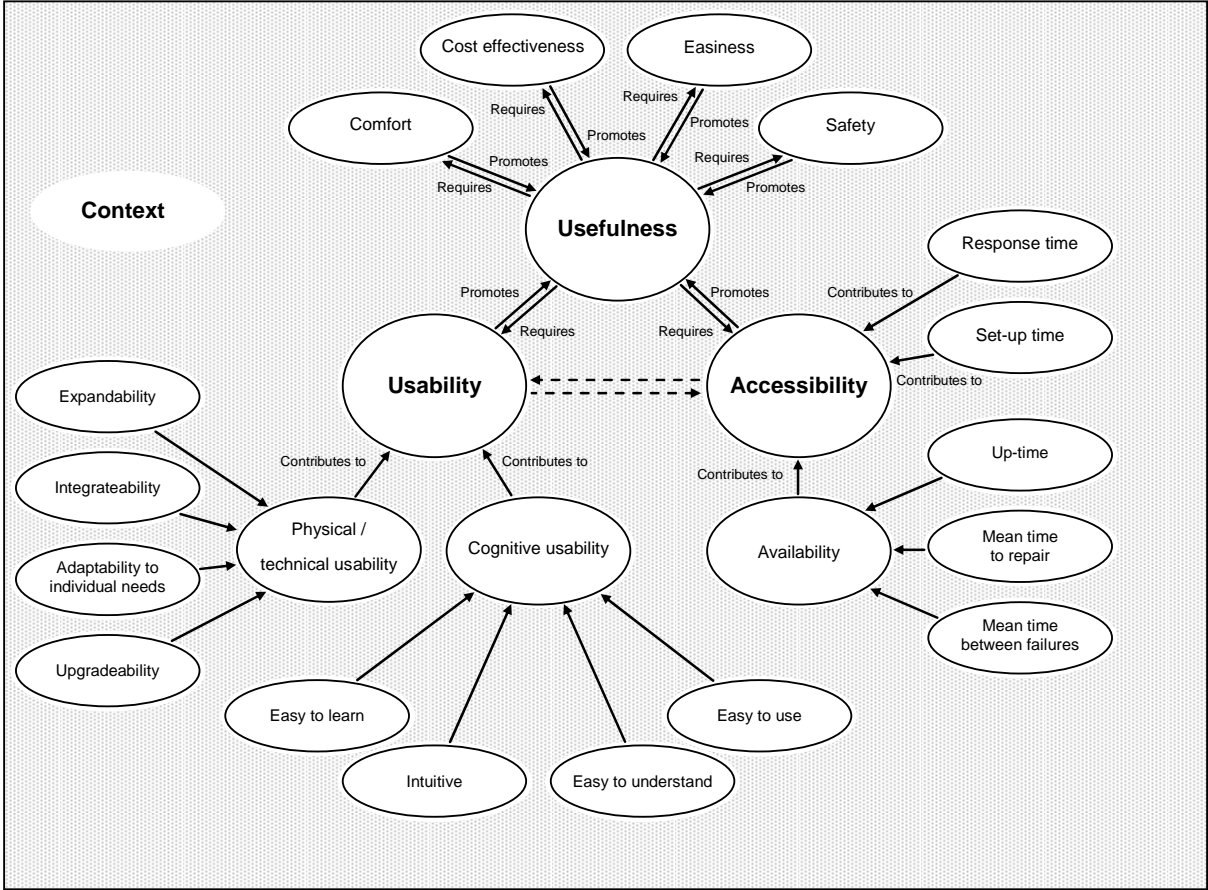 Cost effectiveness
Easiness
Comfort
Safety
Requires
Promotes
Requires
Promotes
Promotes
Requires
Requires
Promotes
Context
Usefulness
Response time
Promotes
Requires
Promotes
Requires
Contributes to
Set-up time
Contributes to
Usability
Accessibility
Expandability
Integrateability
Adaptability to
individual needs
Upgradeability
Contributes to
Contributes to
Contributes to
Physical /
technical usability
Cognitive usability
Availability
Up-time
Mean time
to repair
Mean time
between failures
Easy to learn
Intuitive
Easy to understand
Easy to use